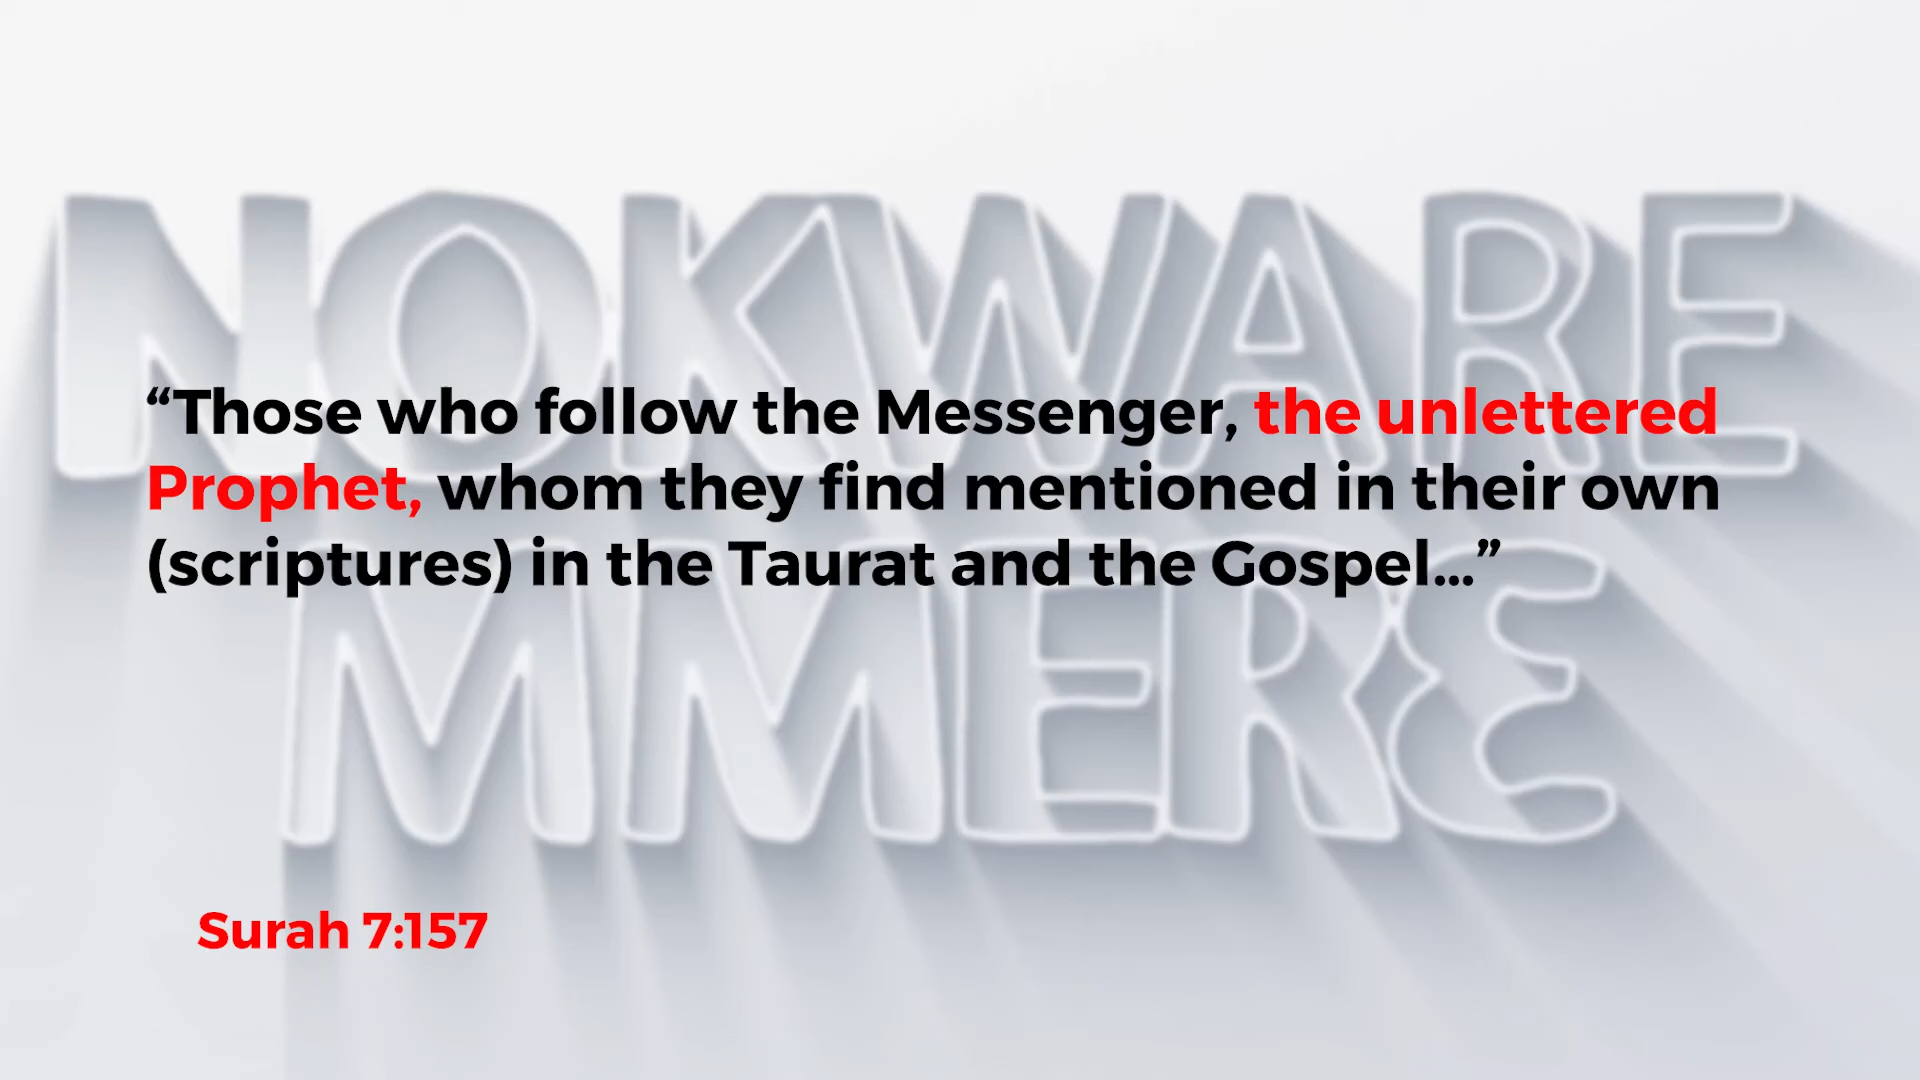 NOKWARE
“Those who follow the Messenger, the unlettered
Prophet, whom they find mentioned in their own
(scriptures) in the Taurat and the Gospel...”
MMERƐ
Surah 7:157